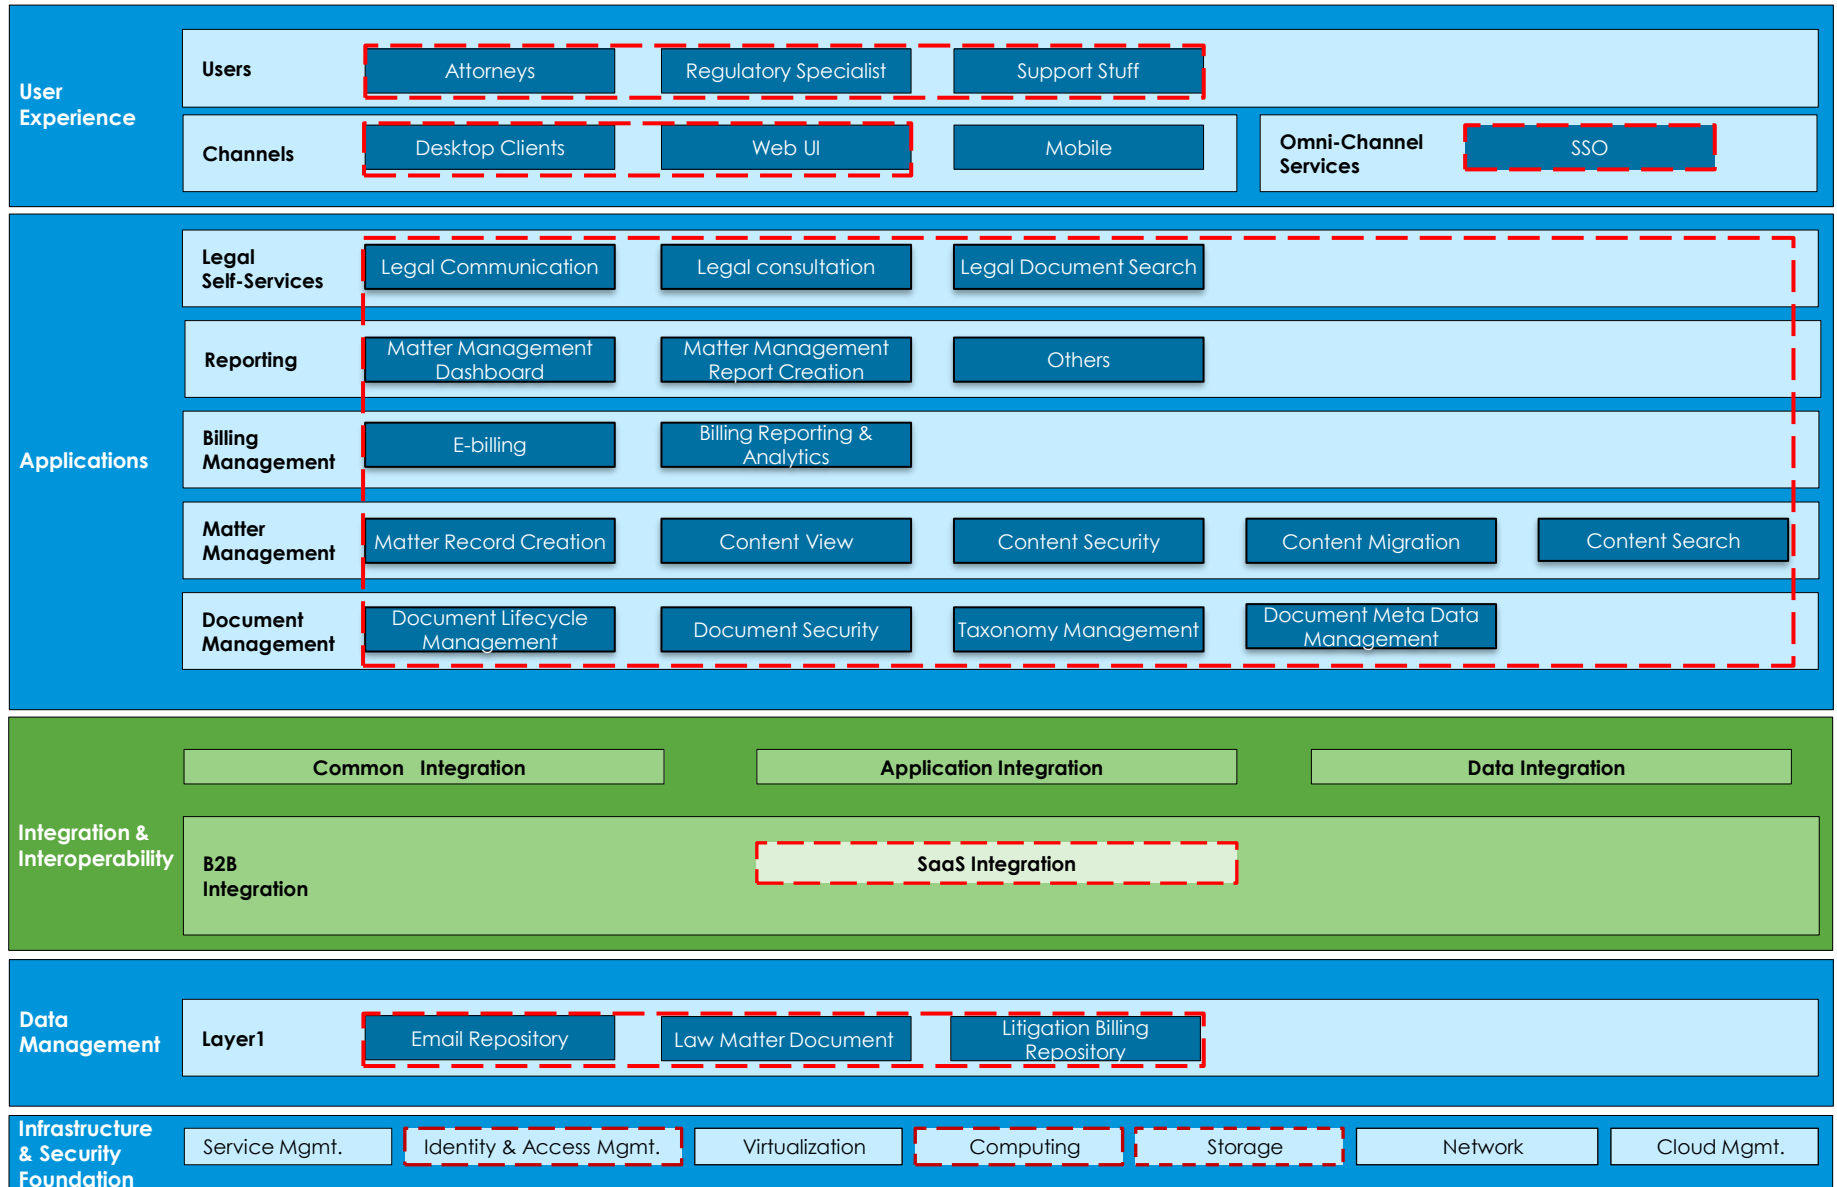 User
Experience
Users
Attorneys
Regulatory Specialist
Support Stuff
Channels
Desktop Clients
Web UI
Mobile
Omni-Channel
Services
SSO
Applications
Legal
Self-Services
Legal Communication
Legal consultation
Legal Document Search
Reporting
Matter Management
Dashboard
Matter Management
Report Creation
Others
Billing
Management
E-billing
Billing Reporting &
Analytics
Matter
Management
Matter Record Creation
Content View
Content Security
Content Migration
Content Search
Document
Management
Document Lifecycle
Management
Document Security
Taxonomy Management
Document Meta Data
Management
Integration &
Interoperability
Common Integration
Application Integration
Data Integration
B2B
Integration
SaaS Integration
Data
Management
Layer1
Email Repository
Law Matter Document
Litigation Billing
Repository
Infrastructure
& Security
Foundation
Service Mgmt.
Identity & Access Mgmt.
Virtualization
Computing
Storage
Network
Cloud Mgmt.